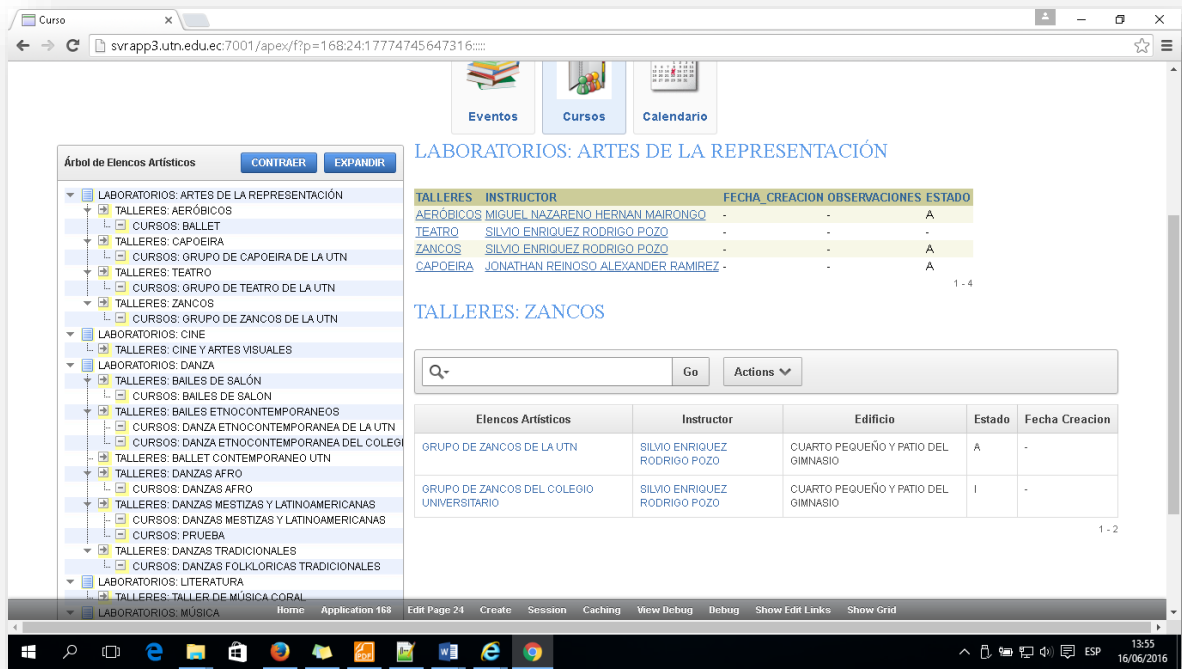 Curso
svrapp3.utn.edu.ec:7001/apex/f?p=168:24:17774745647316:::::
Eventos
Cursos
Calendario
Árbol de Elencos Artísticos
CONTRAER
EXPANDIR
LABORATORIOS: ARTES DE LA REPRESENTACIÓN
TALLERES: AERÓBICOS
CURSOS: BALLET
TALLERES: CAPOEIRA
CURSOS: GRUPO DE CAPOEIRA DE LA UTN
TALLERES: TEATRO
CURSOS: GRUPO DE TEATRO DE LA UTN
TALLERES: ZANCOS
CURSOS: GRUPO DE ZANCOS DE LA UTN
LABORATORIOS: CINE
TALLERES: CINE Y ARTES VISUALES
LABORATORIOS: DANZA
TALLERES: BAILES DE SALÓN
CURSOS: BAILES DE SALON
TALLERES: BAILES ETNOCONTEMPORANEOS
CURSOS: DANZA ETNOCONTEMPORANEA DE LA UTN
CURSOS: DANZA ETNOCONTEMPORANEA DEL COLEGI
TALLERES: BALLET CONTEMPORANEO UTN
TALLERES: DANZAS AFRO
CURSOS: DANZAS AFRO
TALLERES: DANZAS MESTIZAS Y LATINOAMERICANAS
CURSOS: DANZAS MESTIZAS Y LATINOAMERICANAS
CURSOS: PRUEBA
TALLERES: DANZAS TRADICIONALES
CURSOS: DANZAS FOLKLORICAS TRADICIONALES
LABORATORIOS: LITERATURA
TALLERES: TALLER DE MÚSICA CORAL
LABORATORIOS: MÚSICA
LABORATORIOS: ARTES DE LA REPRESENTACIÓN
TALLERES INSTRUCTOR FECHA_CREACION OBSERVACIONES ESTADO
AERÓBICOS MIGUEL NAZARENO HERNAN MAIRONGO - - A
TEATRO SILVIO ENRIQUEZ RODRIGO POZO - - -
ZANCOS SILVIO ENRIQUEZ RODRIGO POZO - - A
CAPOEIRA JONATHAN REINOSO ALEXANDER RAMIREZ - - A
1 - 4
TALLERES: ZANCOS
Go
Actions
Elencos Artísticos Instructor Edificio Estado Fecha Creacion
GRUPO DE ZANCOS DE LA UTN SILVIO ENRIQUEZ CUARTO PEQUEÑO Y PATIO DEL A -
RODRIGO POZO GIMNASIO
GRUPO DE ZANCOS DEL COLEGIO SILVIO ENRIQUEZ CUARTO PEQUEÑO Y PATIO DEL I -
UNIVERSITARIO RODRIGO POZO GIMNASIO
1 - 2
Home Application 168 Edit Page 24 Create Session Caching View Debug Debug Show Edit Links Show Grid
ESP
13:55
16/06/2016